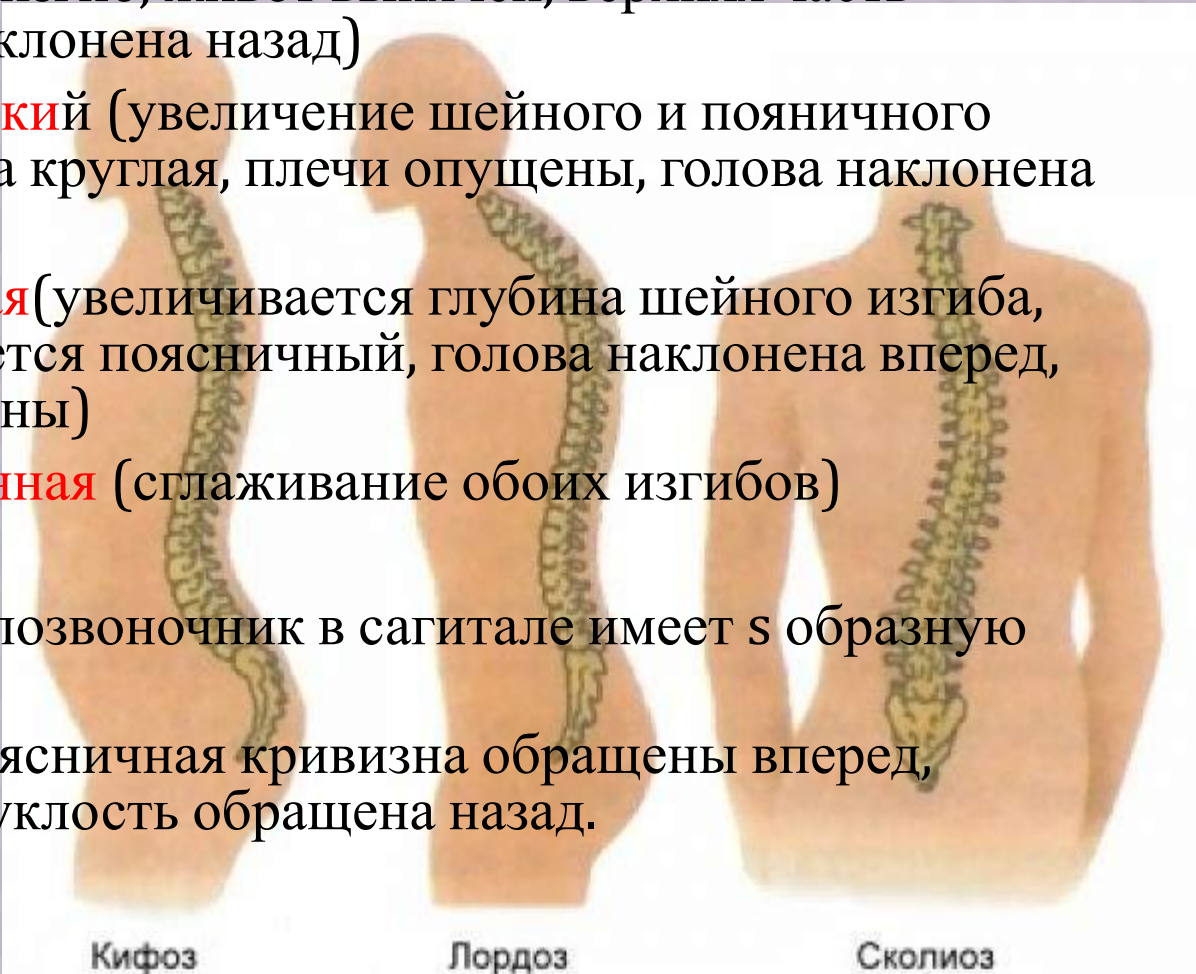 клонена назад)
кий (увеличение шейного и пояничного
а круглая, плечи опущены, голова наклонена
я(увеличивается глубина шейного изгиба,
ется поясничный, голова наклонена вперед,
ны)
нная (сглаживание обоих изгибов)
позвоночник в сагитале имеет s образную
ясничная кривизна обращены вперед,
уклость обращена назад.
Кифоз Лордоз Сколиоз